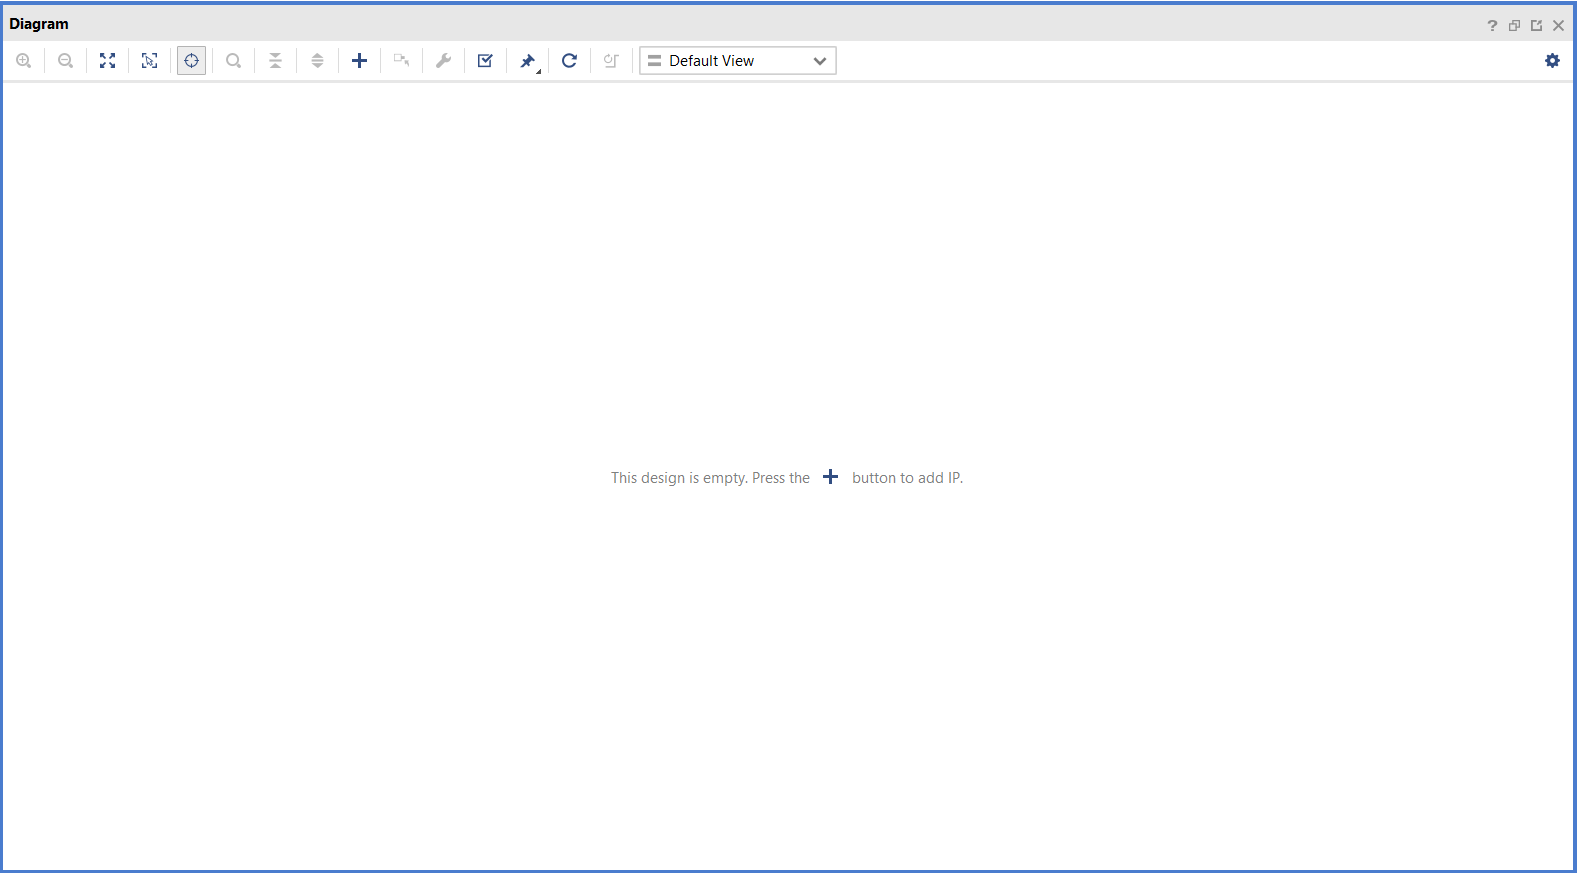 Diagram
Default View
This design is empty. Press the + button to add IP.